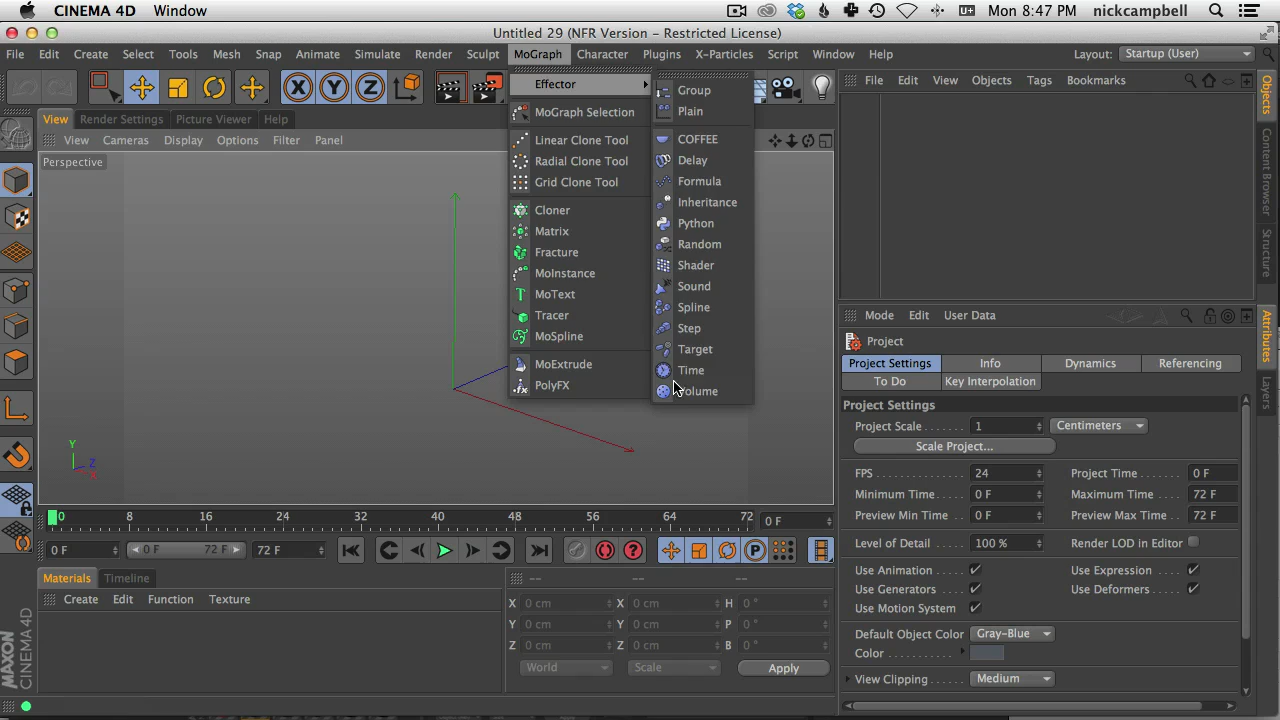 CINEMA 4D Window Mon 8:47 PM nickcampbell
Untitled 29 (NFR Version - Restricted License)
File Edit Create Select Tools Mesh Snap Animate Simulate Render Sculpt MoGraph Character Plugins X-Particles Script Window Help Layout: Startup (User)
Effector
MoGraph Selection
Linear Clone Tool
Radial Clone Tool
Grid Clone Tool
Cloner
Matrix
Fracture
MoInstance
MoText
Tracer
MoSpline
MoExtrude
PolyFX
Group
Plain
COFFEE
Delay
Formula
Inheritance
Python
Random
Shader
Sound
Spline
Step
Target
Time
Volume
X Y Z
View Render Settings Picture Viewer Help
View Cameras Display Options Filter Panel
Perspective
Y
Z
X
0 8 16 24 32 40 48 56 64 72 0 F
0 F 0 F 72 F 72 F
Materials Timeline
Create Edit Function Texture
-- -- --
X 0 cm X 0 cm H 0 °
Y 0 cm Y 0 cm P 0 °
Z 0 cm Z 0 cm B 0 °
World Scale Apply
MAXON
CINEMA 4D
File Edit View Objects Tags Bookmarks
Objects
Content Browser
Structure
Attributes
Layers
Mode Edit User Data
Project
Project Settings Info Dynamics Referencing
To Do Key Interpolation
Project Settings
Project Scale 1 Centimeters
Scale Project...
FPS 24 Project Time 0 F
Minimum Time 0 F Maximum Time 72 F
Preview Min Time 0 F Preview Max Time 72 F
Level of Detail 100 % Render LOD in Editor
Use Animation Use Expression
Use Generators Use Deformers
Use Motion System
Default Object Color Gray-Blue
Color
View Clipping Medium